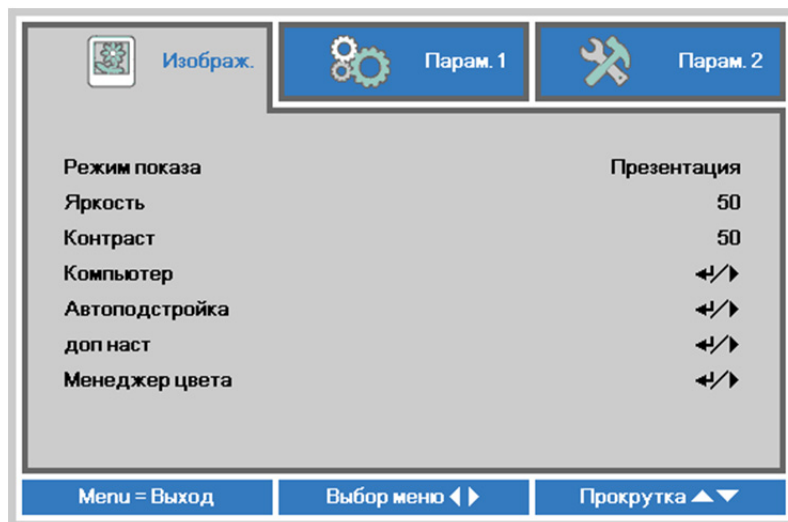 Изображ. Парам. 1 Парам. 2
Режим показа Презентация
Яркость 50
Контраст 50
Компьютер ↵/▶
Автоподстройка ↵/▶
доп наст ↵/▶
Менеджер цвета ↵/▶
Menu = Выход Выбор меню ◀ ▶ Прокрутка ▲▼